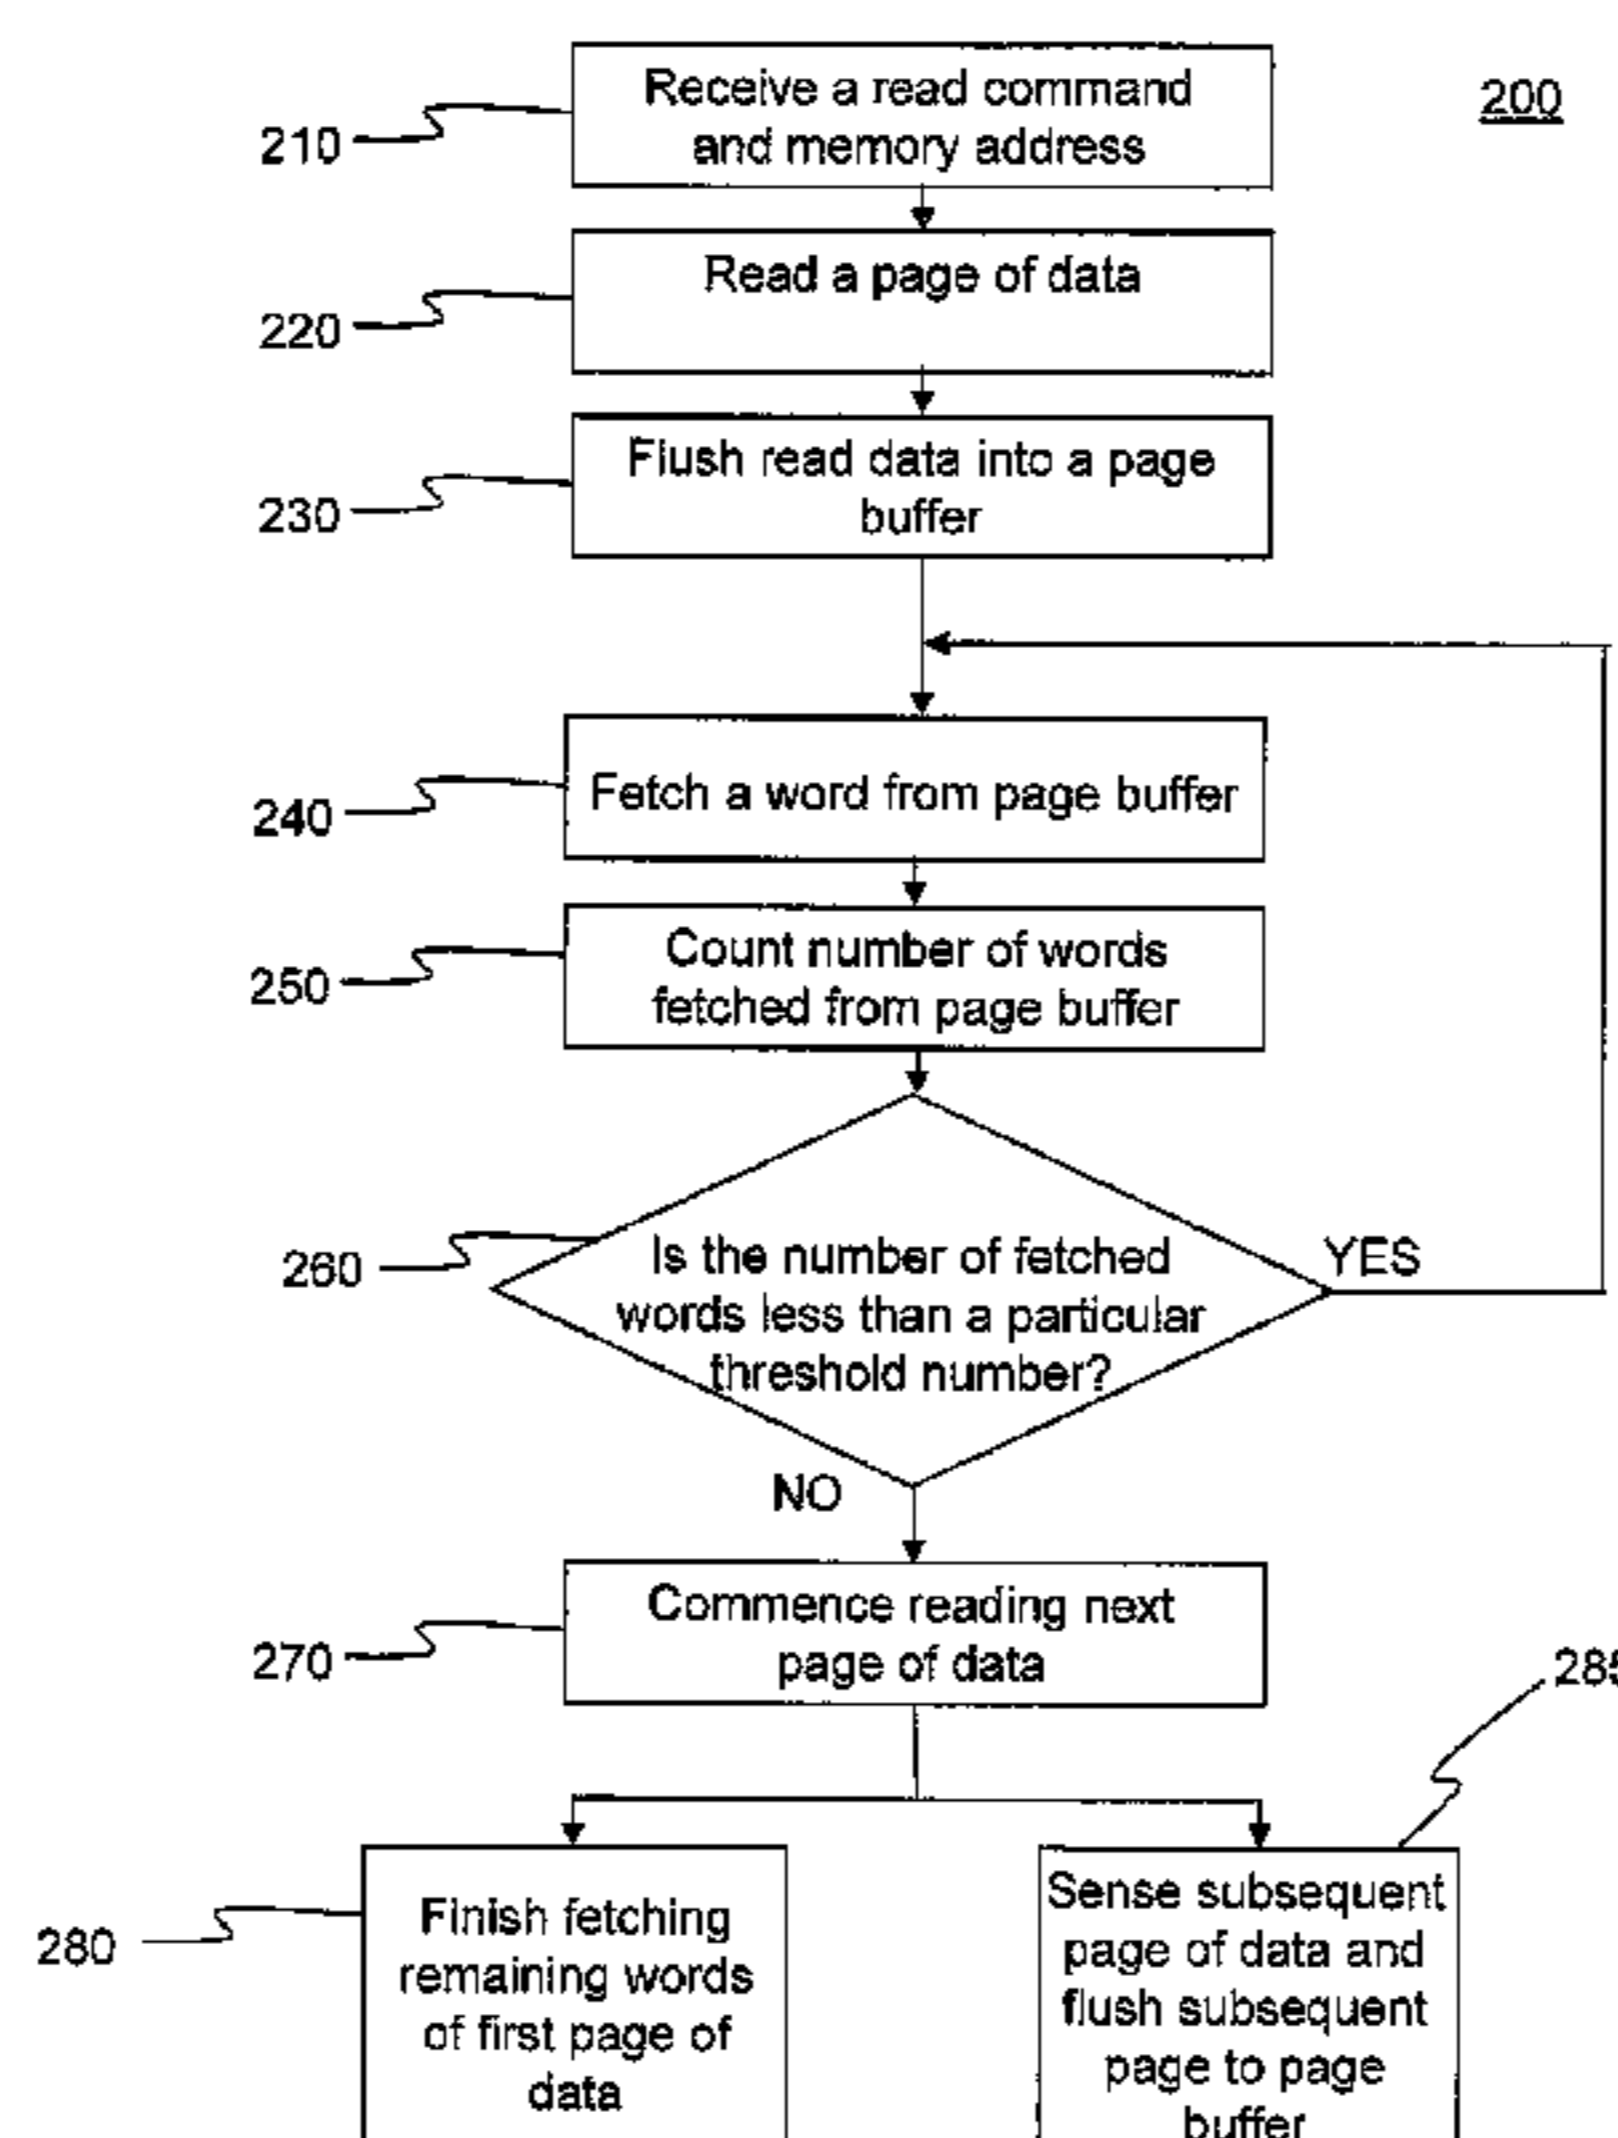 200
210
Receive a read command
and memory address
220
Read a page of data
230
Flush read data into a page
buffer
240
Fetch a word from page buffer
250
Count number of words
fetched from page buffer
260
Is the number of fetched
words less than a particular
threshold number?
YES
NO
270
Commence reading next
page of data
285
280
Finish fetching
remaining words
of first page of
data
Sense subsequent
page of data and
flush subsequent
page to page
buffer